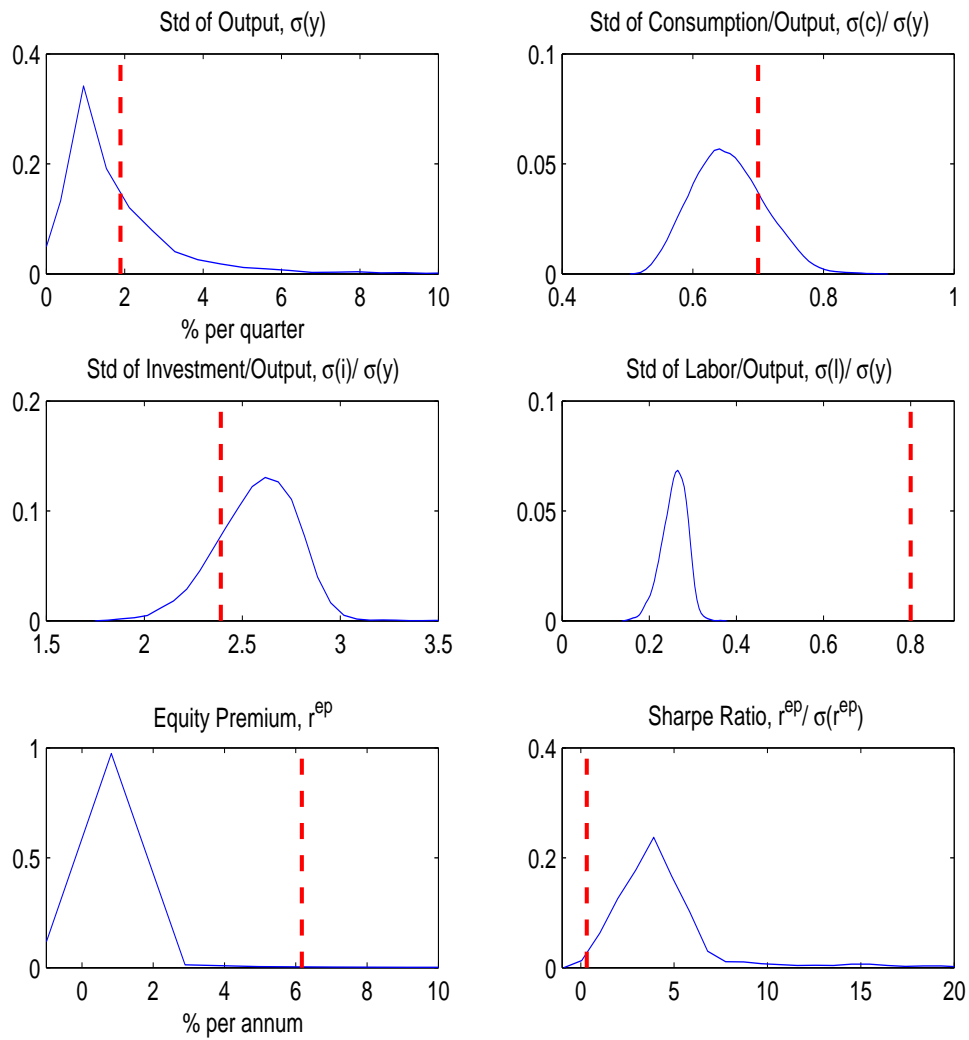 Std of Output, σ(y)
0.4
0.2
0
0 2 4 6 8 10
% per quarter
Std of Consumption/Output, σ(c)/ σ(y)
0.1
0.05
0
0.4 0.6 0.8 1
Std of Investment/Output, σ(i)/ σ(y)
0.2
0.1
0
1.5 2 2.5 3 3.5
Std of Labor/Output, σ(l)/ σ(y)
0.1
0.05
0
0 0.2 0.4 0.6 0.8
Equity Premium, r^ep
1
0.5
0
0 2 4 6 8 10
% per annum
Sharpe Ratio, r^ep/ σ(r^ep)
0.4
0.2
0
0 5 10 15 20